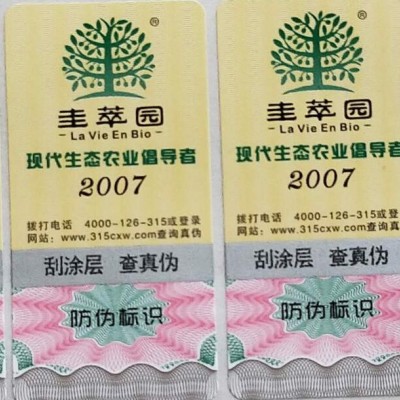 圭萃园
- La Vie En Bio -
现代生态农业倡导者
2007
拨打电话 4000-126-315或登录
网站：www.315cxw.com查询真伪
刮涂层 查真伪
防伪标识
圭萃园
- La Vie En Bio -
现代生态农业倡导者
2007
拨打电话 4000-126-315或登录
网站：www.315cxw.com查询真伪
刮涂层 查真伪
防伪标识